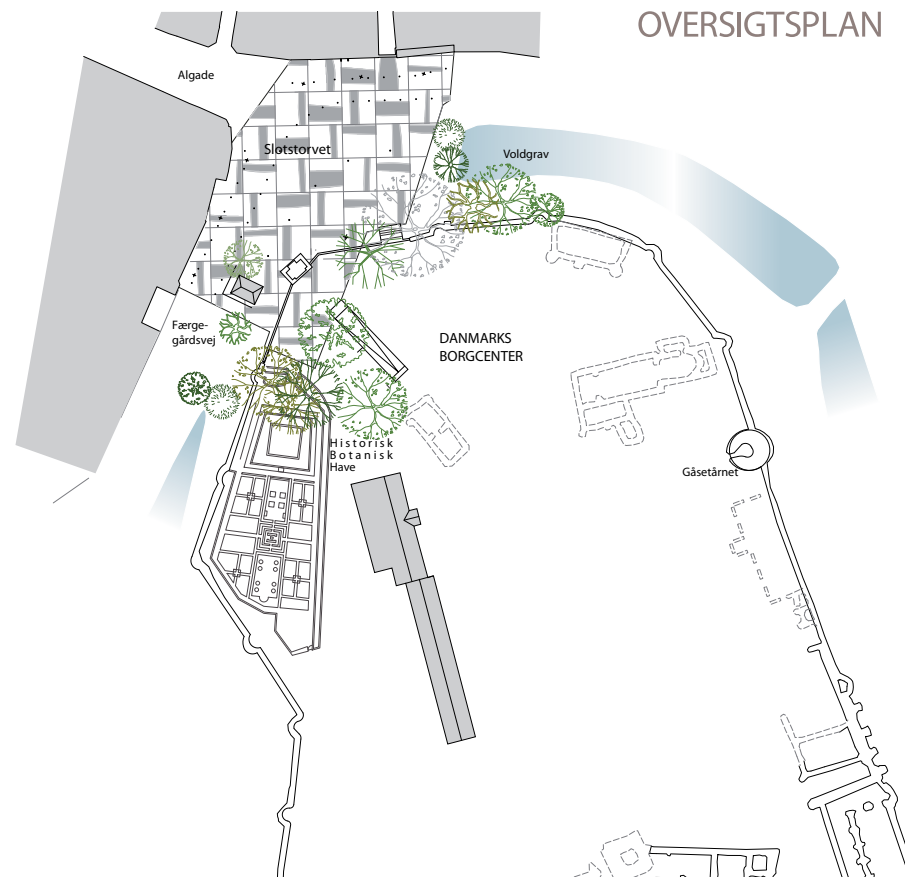 OVERSIGTSPLAN
Algade
Slotstorvet
Voldgrav
Færge-
gårdsvej
DANMARKS
BORGCENTER
Historisk
Botanisk
Have
Gåsetårnet